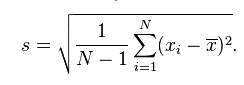 s = \sqrt{\frac{1}{N-1} \sum_{i=1}^{N} (x_i - \overline{x})^2}.